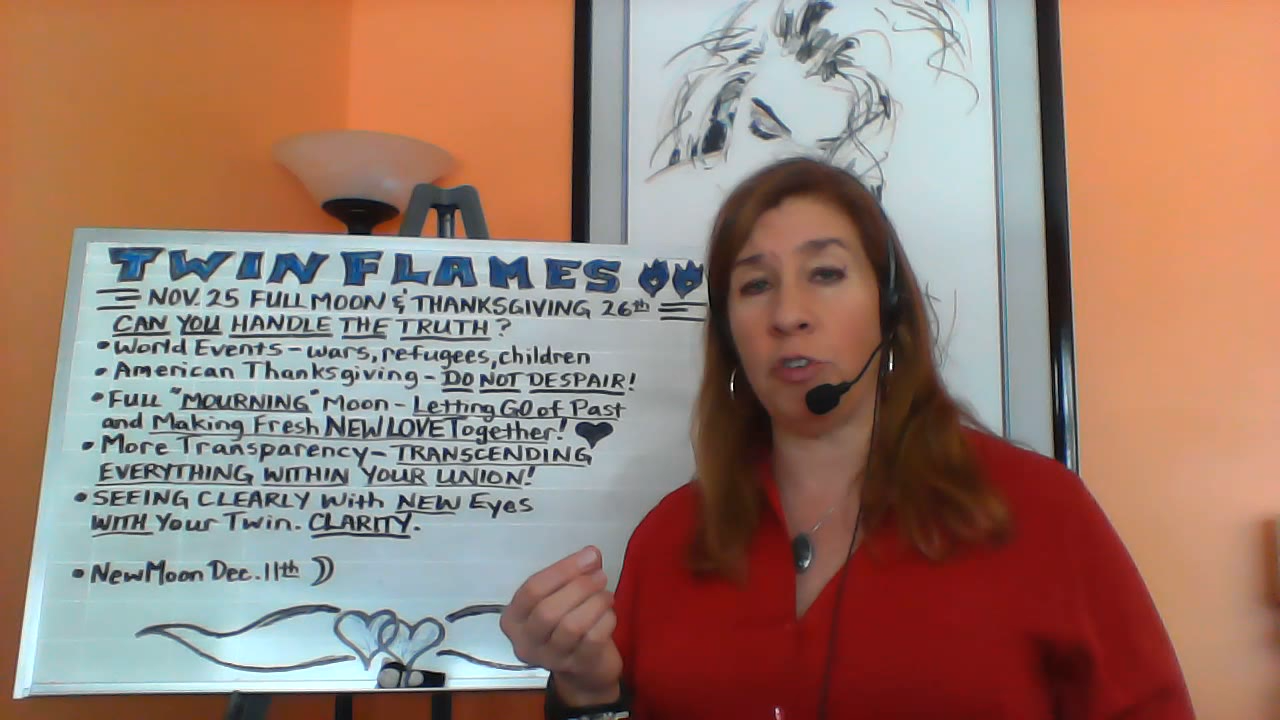 TWIN FLAMES
NOV. 25 FULL MOON & THANKSGIVING 26th
CAN YOU HANDLE THE TRUTH?
• World Events - wars, refugees, children
• American Thanksgiving - DO NOT DESPAIR!
• FULL "MOURNING" Moon - Letting GO of Past
and Making Fresh NEW LOVE Together!
• More Transparency - TRANSCENDING
EVERYTHING WITHIN YOUR UNION!
• SEEING CLEARLY With NEW Eyes
WITH Your Twin. CLARITY.
• New Moon Dec. 11th